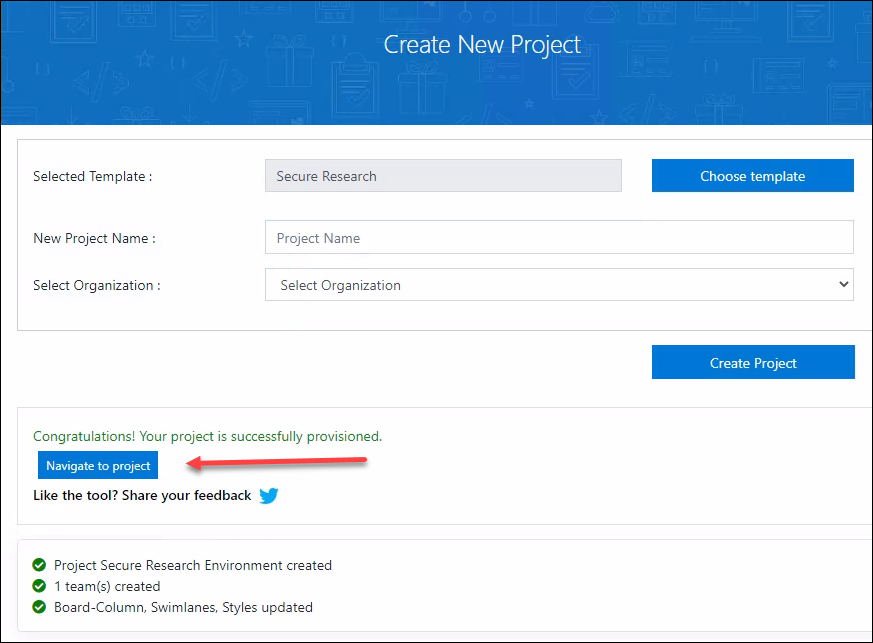 Create New Project
Selected Template :
Secure Research
Choose template
New Project Name :
Project Name
Select Organization :
Select Organization
Create Project
Congratulations! Your project is successfully provisioned.
Navigate to project
Like the tool? Share your feedback
Project Secure Research Environment created
1 team(s) created
Board-Column, Swimlanes, Styles updated